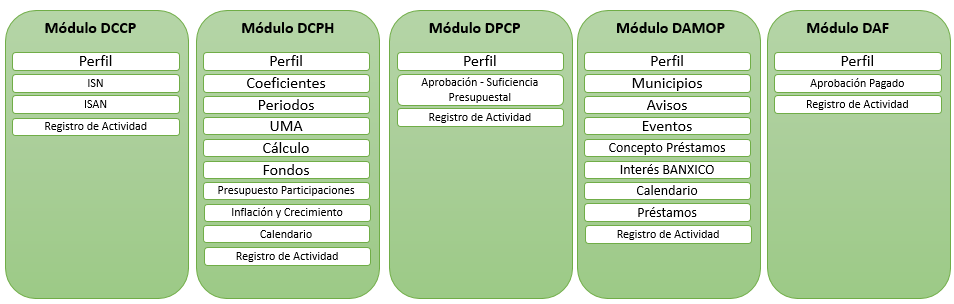 Módulo DCCP
Perfil
ISN
ISAN
Registro de Actividad
Módulo DCPH
Perfil
Coeficientes
Periodos
UMA
Cálculo
Fondos
Presupuesto Participaciones
Inflación y Crecimiento
Calendario
Registro de Actividad
Módulo DPCP
Perfil
Aprobación - Suficiencia
Presupuestal
Registro de Actividad
Módulo DAMOP
Perfil
Municipios
Avisos
Eventos
Concepto Préstamos
Interés BANXICO
Calendario
Préstamos
Registro de Actividad
Módulo DAF
Perfil
Aprobación Pagado
Registro de Actividad